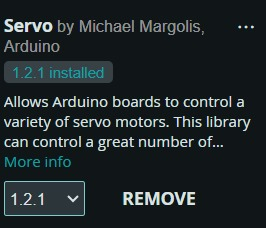 Servo by Michael Margolis,
Arduino
1.2.1 installed
Allows Arduino boards to control a
variety of servo motors. This library
can control a great number of...
More info
1.2.1 REMOVE